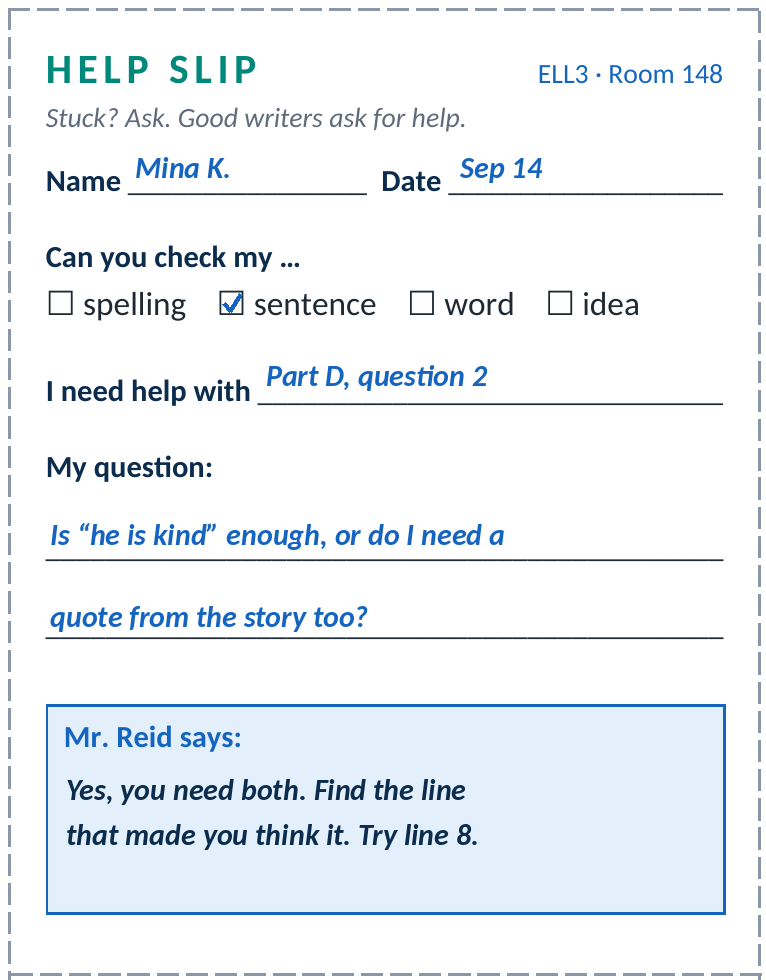 HELP SLIP
ELL3 · Room 148
Stuck? Ask. Good writers ask for help.
Name Mina K. Date Sep 14
Can you check my …
☐ spelling ☑ sentence ☐ word ☐ idea
I need help with Part D, question 2
My question:
Is “he is kind” enough, or do I need a
quote from the story too?
Mr. Reid says:
Yes, you need both. Find the line
that made you think it. Try line 8.